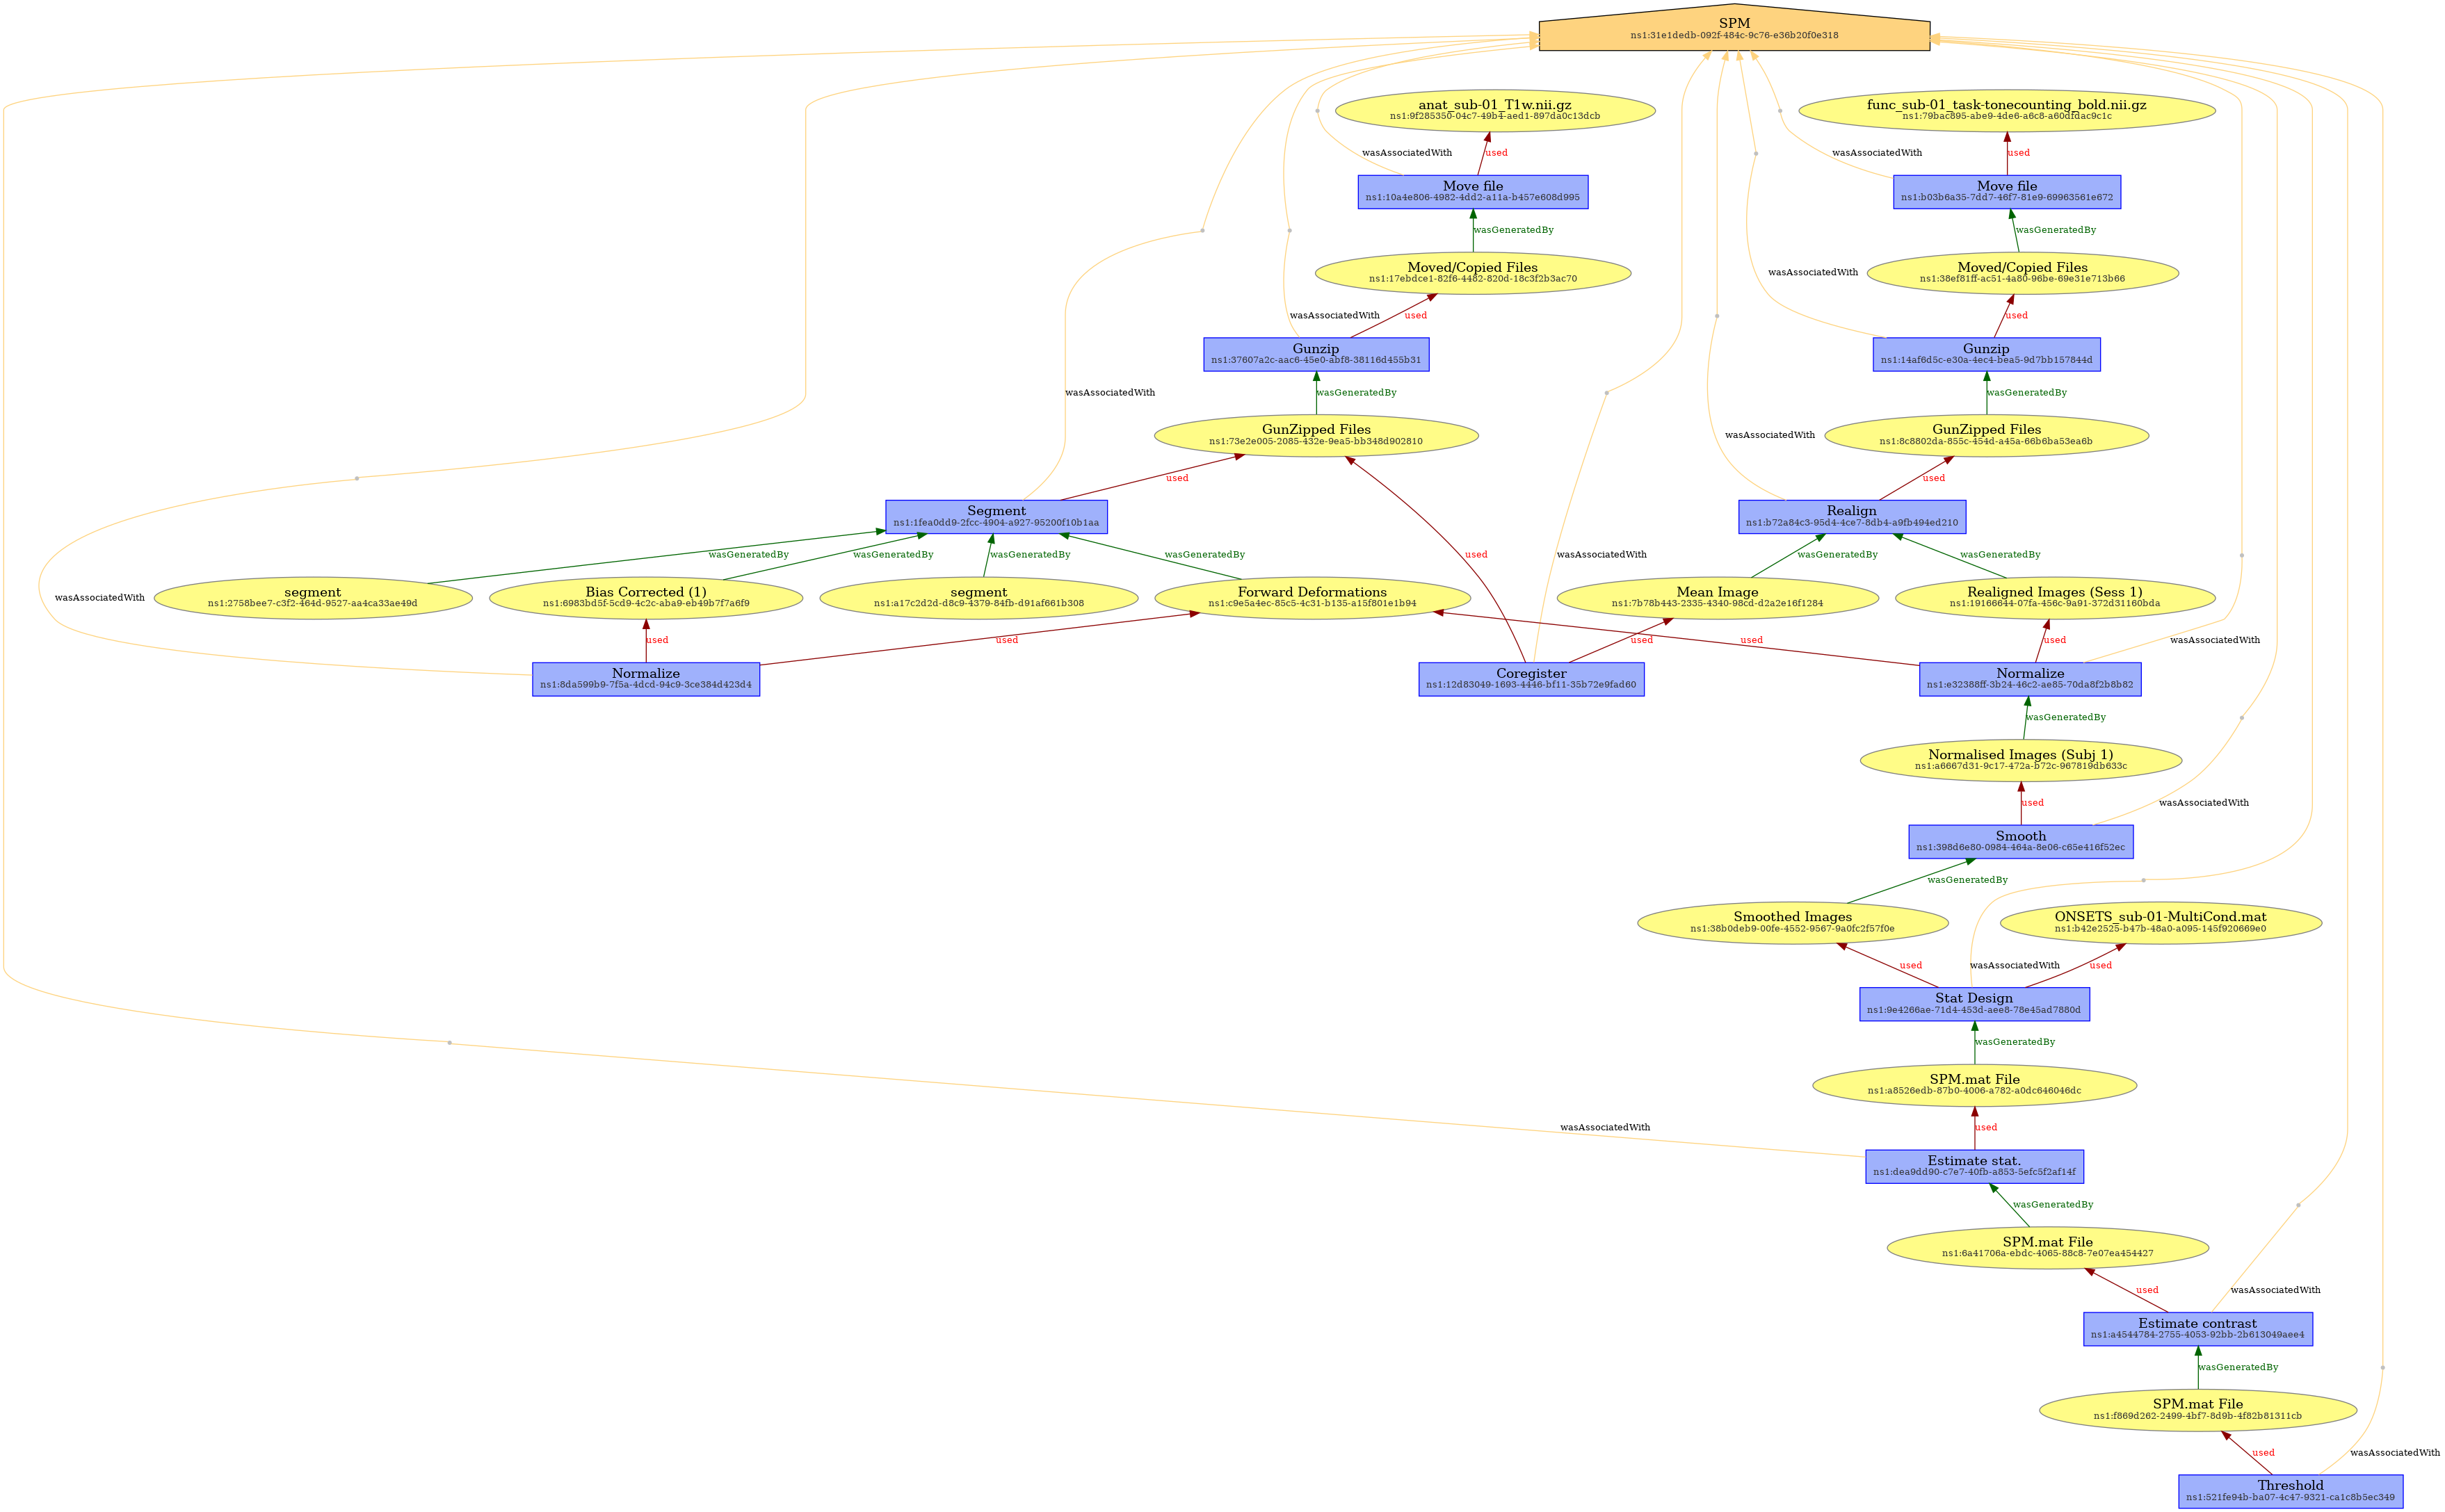 SPM
ns1:31e1dedb-092f-484c-9c76-e36b20f0e318
anat_sub-01_T1w.nii.gz
ns1:9f285350-04c7-49b4-aed1-897da0c13dcb
func_sub-01_task-tonecounting_bold.nii.gz
ns1:79bac895-abe9-4de6-a6c8-a60dfdac9c1c
wasAssociatedWith
used
wasAssociatedWith
used
Move file
ns1:10a4e806-4982-4dd2-a11a-b457e608d995
Move file
ns1:b03b6a35-7dd7-46f7-81e9-69963561e672
wasGeneratedBy
wasGeneratedBy
Moved/Copied Files
ns1:17ebdce1-82f6-4482-820d-18c3f2b3ac70
wasAssociatedWith
Moved/Copied Files
ns1:38ef81ff-ac51-4a80-96be-69e31e713b66
wasAssociatedWith
used
used
Gunzip
ns1:37607a2c-aac6-45e0-abf8-38116d455b31
Gunzip
ns1:14af6d5c-e30a-4ec4-bea5-9d7bb157844d
wasAssociatedWith
wasGeneratedBy
wasGeneratedBy
GunZipped Files
ns1:73e2e005-2085-432e-9ea5-bb348d902810
wasAssociatedWith
GunZipped Files
ns1:8c8802da-855c-454d-a45a-66b6ba53ea6b
used
used
Segment
ns1:1fea0dd9-2fcc-4904-a927-95200f10b1aa
Realign
ns1:b72a84c3-95d4-4ce7-8db4-a9fb494ed210
wasGeneratedBy
wasGeneratedBy
wasGeneratedBy
wasGeneratedBy
used
wasAssociatedWith
wasGeneratedBy
wasGeneratedBy
wasAssociatedWith
segment
ns1:2758bee7-c3f2-464d-9527-aa4ca33ae49d
Bias Corrected (1)
ns1:6983bd5f-5cd9-4c2c-aba9-eb49b7f7a6f9
segment
ns1:a17c2d2d-d8c9-4379-84fb-d91af661b308
Forward Deformations
ns1:c9e5a4ec-85c5-4c31-b135-a15f801e1b94
Mean Image
ns1:7b78b443-2335-4340-98cd-d2a2e16f1284
Realigned Images (Sess 1)
ns1:19166644-07fa-456c-9a91-372d31160bda
used
used
used
used
used
wasAssociatedWith
Normalize
ns1:8da599b9-7f5a-4dcd-94c9-3ce384d423d4
Coregister
ns1:12d83049-1693-4446-bf11-35b72e9fad60
Normalize
ns1:e32388ff-3b24-46c2-ae85-70da8f2b8b82
wasGeneratedBy
Normalised Images (Subj 1)
ns1:a6667d31-9c17-472a-b72c-967819db633c
used
wasAssociatedWith
Smooth
ns1:398d6e80-0984-464a-8e06-c65e416f52ec
wasGeneratedBy
Smoothed Images
ns1:38b0deb9-00fe-4552-9567-9a0fc2f57f0e
ONSETS_sub-01-MultiCond.mat
ns1:b42e2525-b47b-48a0-a095-145f920669e0
used
wasAssociatedWith
used
Stat Design
ns1:9e4266ae-71d4-453d-aee8-78e45ad7880d
wasGeneratedBy
SPM.mat File
ns1:a8526edb-87b0-4006-a782-a0dc646046dc
wasAssociatedWith
used
Estimate stat.
ns1:dea9dd90-c7e7-40fb-a853-5efc5f2af14f
wasGeneratedBy
SPM.mat File
ns1:6a41706a-ebdc-4065-88c8-7e07ea454427
used
wasAssociatedWith
Estimate contrast
ns1:a4544784-2755-4053-92bb-2b613049aee4
wasGeneratedBy
SPM.mat File
ns1:f869d262-2499-4bf7-8d9b-4f82b81311cb
used
wasAssociatedWith
Threshold
ns1:521fe94b-ba07-4c47-9321-ca1c8b5ec349